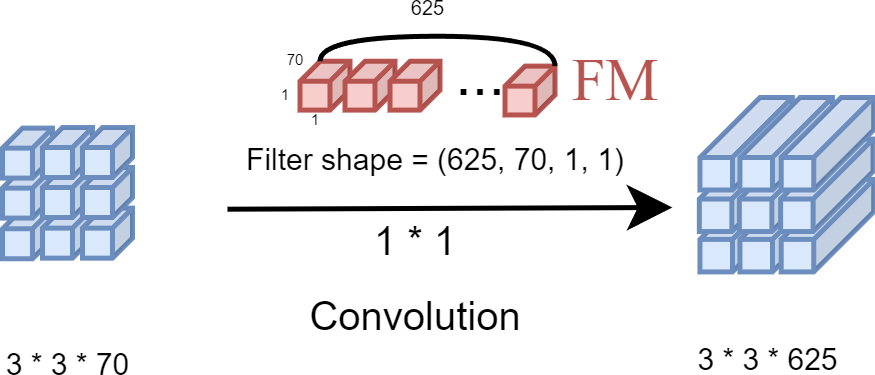 625
70
1
1
... FM
Filter shape = (625, 70, 1, 1)
1 * 1
Convolution
3 * 3 * 70
3 * 3 * 625